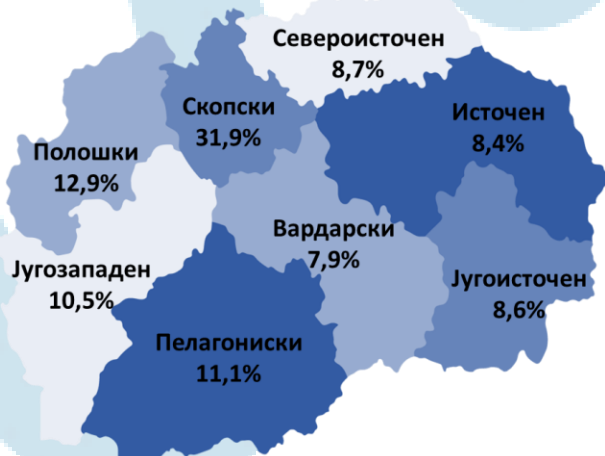 Североисточен
8,7%
Скопски
31,9%
Источен
8,4%
Полошки
12,9%
Вардарски
7,9%
Југозападен
10,5%
Југоисточен
8,6%
Пелагониски
11,1%